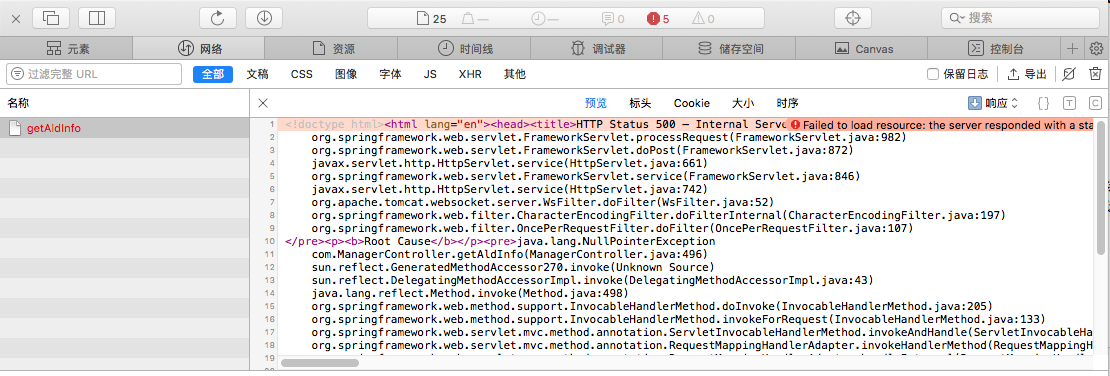 25 — — 0 5 0 搜索
元素 网络 资源 时间线 调试器 储存空间 Canvas 控制台
过滤完整 URL 全部 文稿 CSS 图像 字体 JS XHR 其他 保留日志 导出
名称 预览 标头 Cookie 大小 时序 响应 {} T C
getAldInfo
1 <!doctype html><html lang="en"><head><title>HTTP Status 500 – Internal Serve Failed to load resource: the server responded with a sta
2 org.springframework.web.servlet.FrameworkServlet.processRequest(FrameworkServlet.java:982)
3 org.springframework.web.servlet.FrameworkServlet.doPost(FrameworkServlet.java:872)
4 javax.servlet.http.HttpServlet.service(HttpServlet.java:661)
5 org.springframework.web.servlet.FrameworkServlet.service(FrameworkServlet.java:846)
6 javax.servlet.http.HttpServlet.service(HttpServlet.java:742)
7 org.apache.tomcat.websocket.server.WsFilter.doFilter(WsFilter.java:52)
8 org.springframework.web.filter.CharacterEncodingFilter.doFilterInternal(CharacterEncodingFilter.java:197)
9 org.springframework.web.filter.OncePerRequestFilter.doFilter(OncePerRequestFilter.java:107)
10 </pre><p><b>Root Cause</b></p><pre>java.lang.NullPointerException
11 com.ManagerController.getAldInfo(ManagerController.java:496)
12 sun.reflect.GeneratedMethodAccessor270.invoke(Unknown Source)
13 sun.reflect.DelegatingMethodAccessorImpl.invoke(DelegatingMethodAccessorImpl.java:43)
14 java.lang.reflect.Method.invoke(Method.java:498)
15 org.springframework.web.method.support.InvocableHandlerMethod.doInvoke(InvocableHandlerMethod.java:205)
16 org.springframework.web.method.support.InvocableHandlerMethod.invokeForRequest(InvocableHandlerMethod.java:133)
17 org.springframework.web.servlet.mvc.method.annotation.ServletInvocableHandlerMethod.invokeAndHandle(ServletInvocableHa
18 org.springframework.web.servlet.mvc.method.annotation.RequestMappingHandlerAdapter.invokeHandlerMethod(RequestMappingH
19